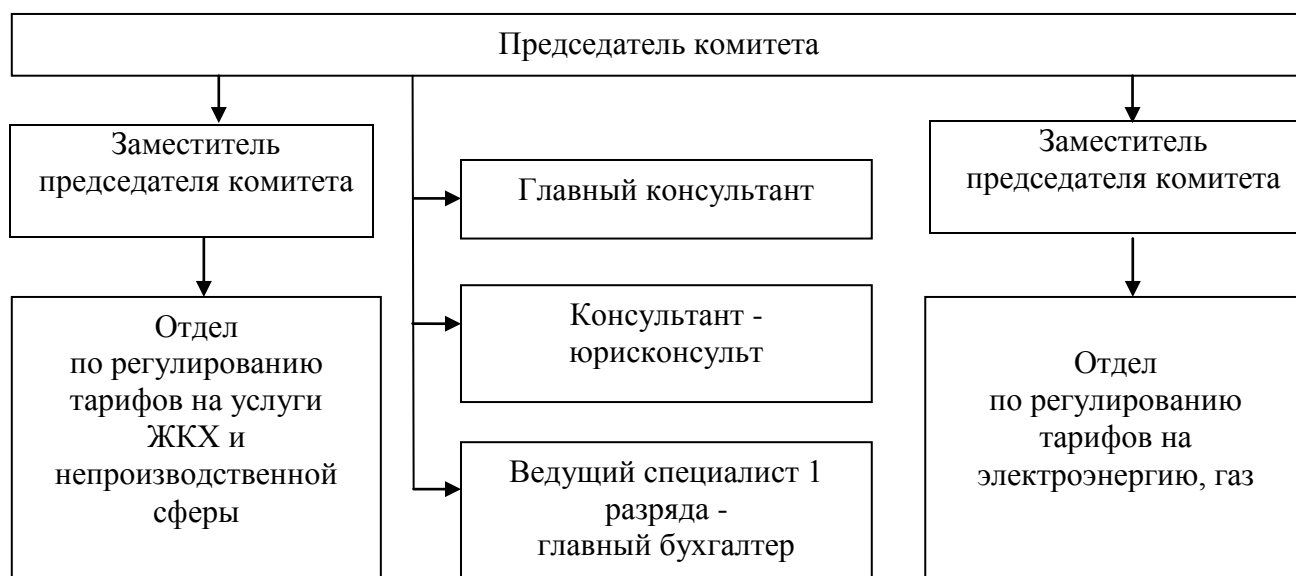 Председатель комитета
Заместитель
председателя комитета
Главный консультант
Заместитель
председателя комитета
Отдел
по регулированию
тарифов на услуги
ЖКХ и
непроизводственной
сферы
Консультант -
юрисконсульт
Ведущий специалист 1
разряда -
главный бухгалтер
Отдел
по регулированию
тарифов на
электроэнергию, газ